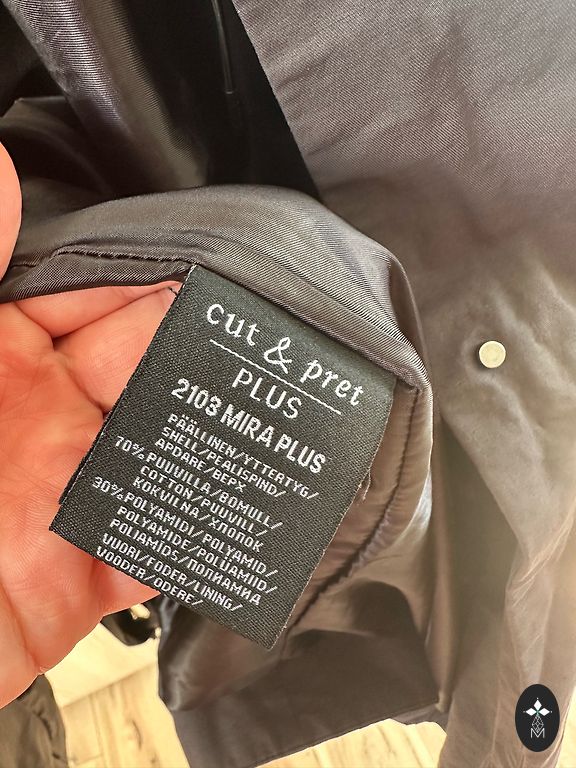 cut & pret
PLUS
2103 MIRA PLUS
PÄÄLLINEN/YTTERTYG/
SHELL/PEALISPIND/
APDARE/BEPX
70% PUUVILLA/BOMULL/
COTTON/PUUVILL/
KOKVILNA/ХЛОПОК
30% POLYAMIDI/POLYAMID/
POLYAMIDE/POLÜAMIID/
POLIAMIDS/ПОЛИАМИД
VUORI/FODER/LINING/
VOODER/ODERE/
M